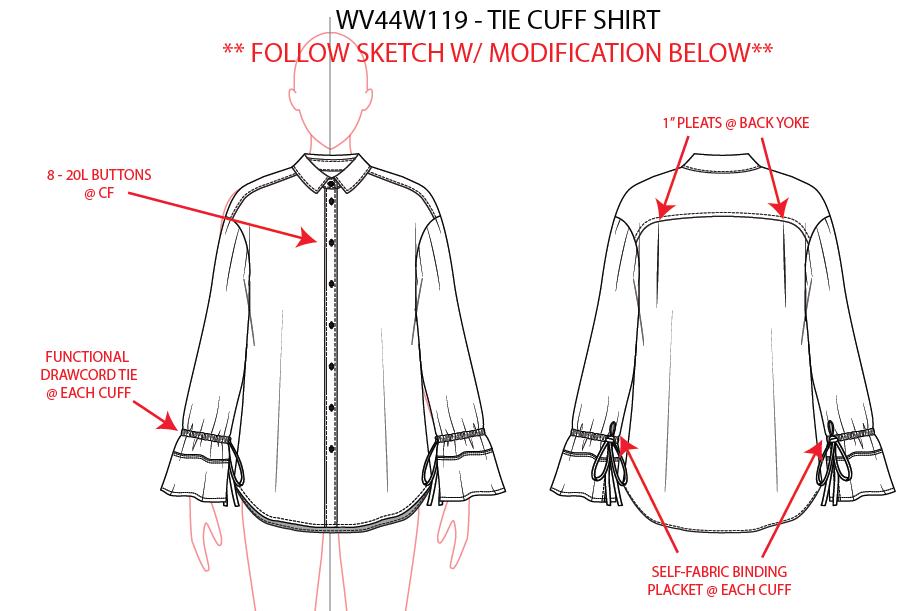 WV44W119 - TIE CUFF SHIRT
** FOLLOW SKETCH W/ MODIFICATION BELOW**
1" PLEATS @ BACK YOKE
8 - 20L BUTTONS
@ CF
FUNCTIONAL
DRAWCORD TIE
@ EACH CUFF
SELF-FABRIC BINDING
PLACKET @ EACH CUFF